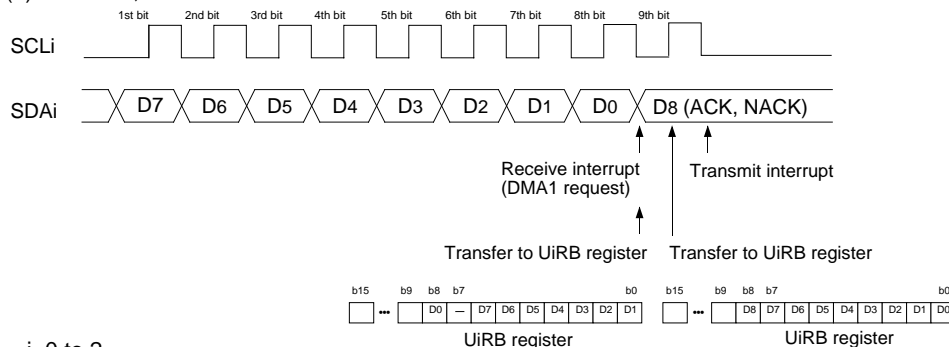 1st bit 2nd bit 3rd bit 4th bit 5th bit 6th bit 7th bit 8th bit 9th bit
SCLi
SDAi D7 D6 D5 D4 D3 D2 D1 D0 D8 (ACK, NACK)
Receive interrupt Transmit interrupt
(DMA1 request)
Transfer to UiRB register Transfer to UiRB register
b15 b9 b8 b7 b0 b15 b9 b8 b7 b0
••• D0 — D7 D6 D5 D4 D3 D2 D1 ••• D8 D7 D6 D5 D4 D3 D2 D1 D0
UiRB register UiRB register